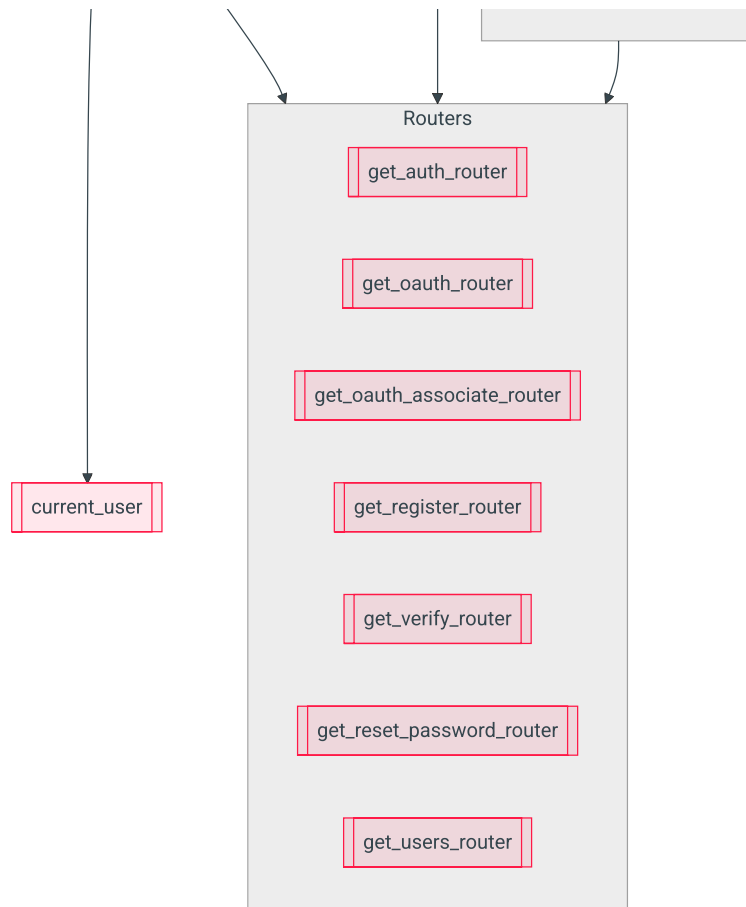 Routers
get_auth_router
get_oauth_router
get_oauth_associate_router
current_user
get_register_router
get_verify_router
get_reset_password_router
get_users_router